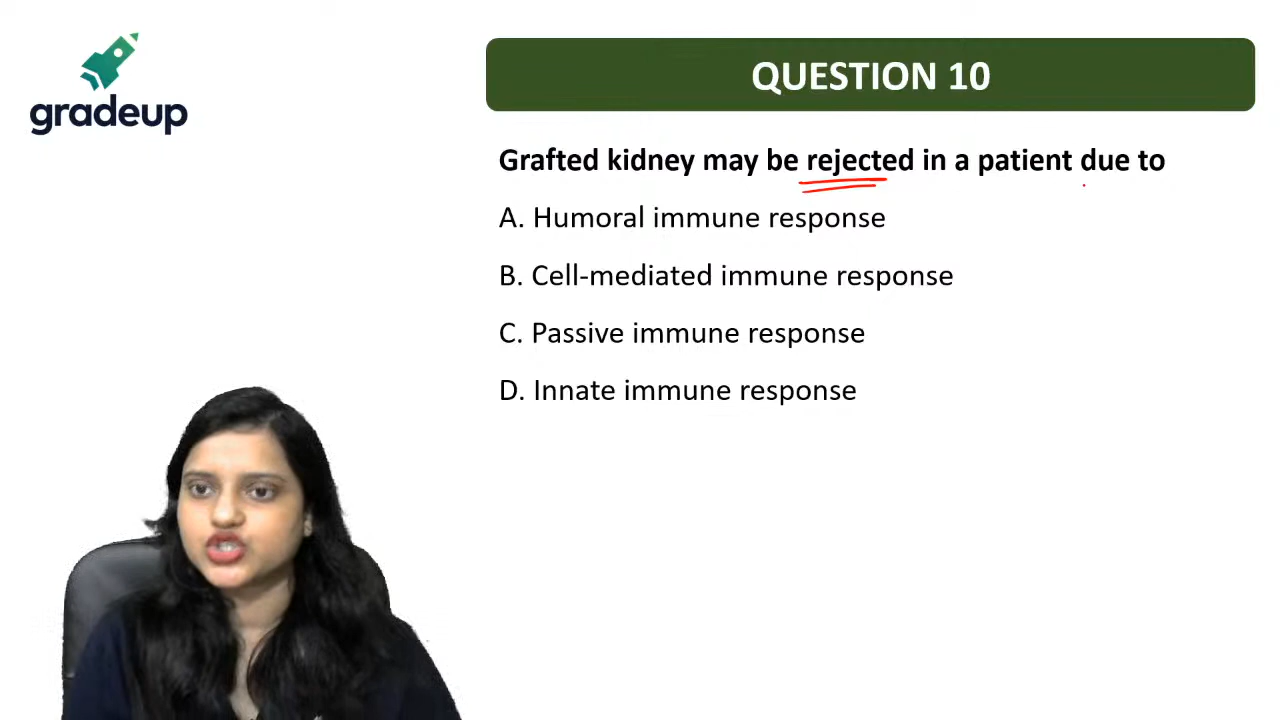 gradeup
QUESTION 10
Grafted kidney may be rejected in a patient due to
A. Humoral immune response
B. Cell-mediated immune response
C. Passive immune response
D. Innate immune response